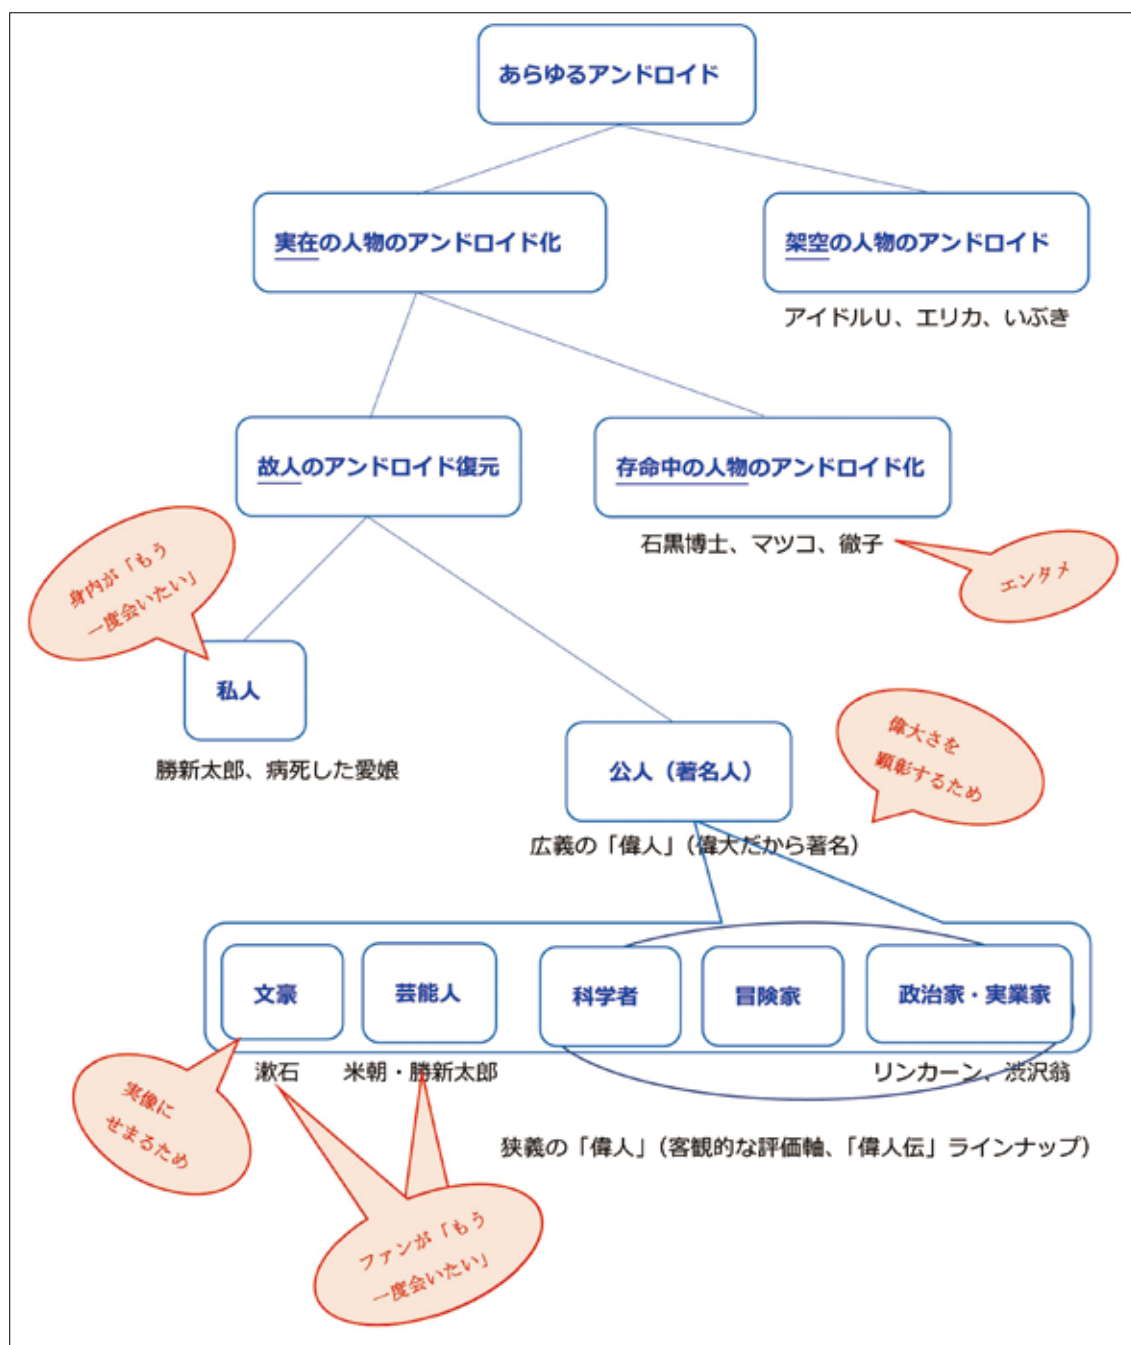 あらゆるアンドロイド
実在の人物のアンドロイド化
架空の人物のアンドロイド
アイドルU、エリカ、いぶき
故人のアンドロイド復元
存命中の人物のアンドロイド化
石黒博士、マツコ、徹子
エンタメ
身内が「もう
一度会いたい」
私人
勝新太郎、病死した愛娘
公人（著名人）
偉大さを
顕彰するため
広義の「偉人」（偉大だから著名）
文豪
芸能人
科学者
冒険家
政治家・実業家
漱石
米朝・勝新太郎
リンカーン、渋沢翁
実像に
せまるため
狭義の「偉人」（客観的な評価軸、「偉人伝」ラインナップ）
ファンが「もう
一度会いたい」